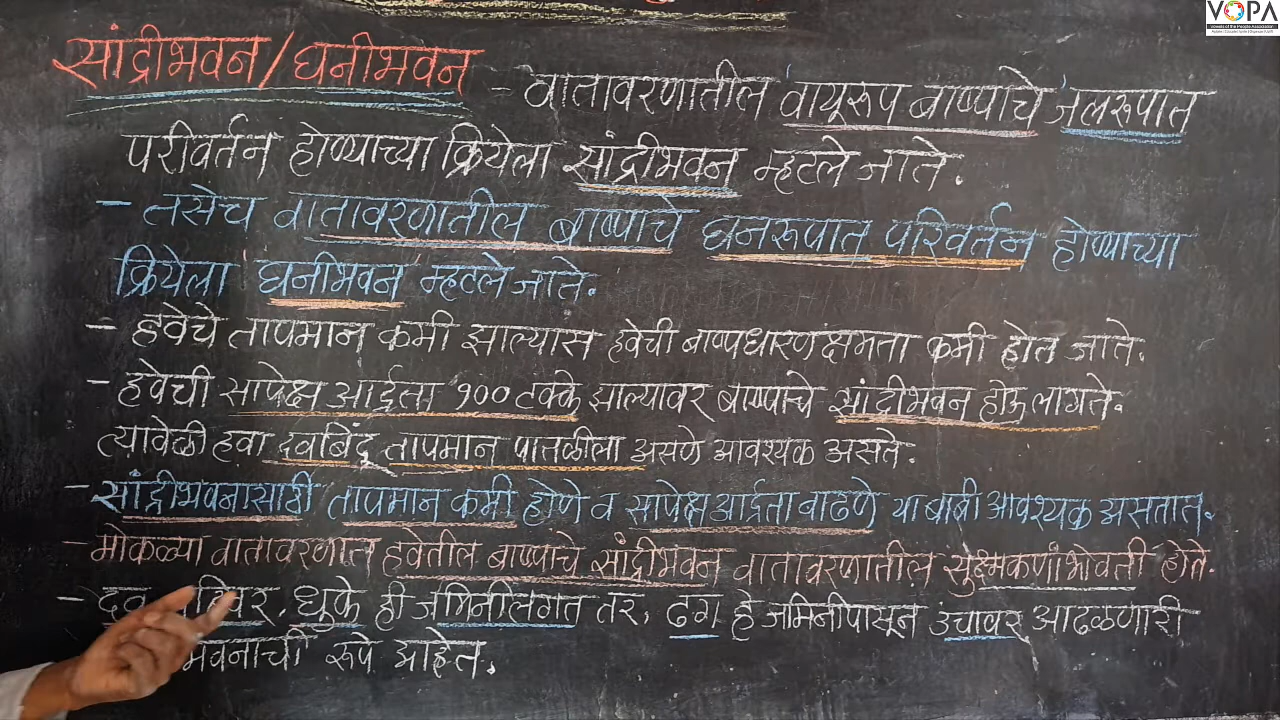 VOPA
सांद्रीभवन/घनीभवन - वातावरणातील 'वायूरूप बाष्पाचे' जलरूपात
परीवर्तन होण्याच्या क्रियेला सांद्रीभवन म्हटले जाते.
- तसेच वातावरणातील बाष्पाचे घनरूपात परिवर्तन होण्याच्या
क्रियेला 'घनीभवन' म्हटले जाते.
- हवेचे तापमान कमी झाल्यास हवेची बाष्पधारण क्षमता कमी होत जाते.
- हवेची सापेक्ष आर्द्रता १०० टक्के झाल्यावर बाष्पाचे सांद्रीभवन होऊ लागते.
त्यावेळी हवा दवबिंदू तापमान पातळीला असणे आवश्यक असते.
- सांद्रीभवनासाठी तापमान कमी होणे व सापेक्ष आर्द्रता वाढणे या बाबी आवश्यक असतात.
- मोकळ्या वातावरणात हवेतील बाष्पाचे सांद्रीभवन वातावरणातील सुक्ष्मकणांभोवती होते.
- दव, धुके ही जमिनीलगत तर, ढग हे जमिनीपासून उंचावर आढळणारी
भवनाची रूपे आहेत.